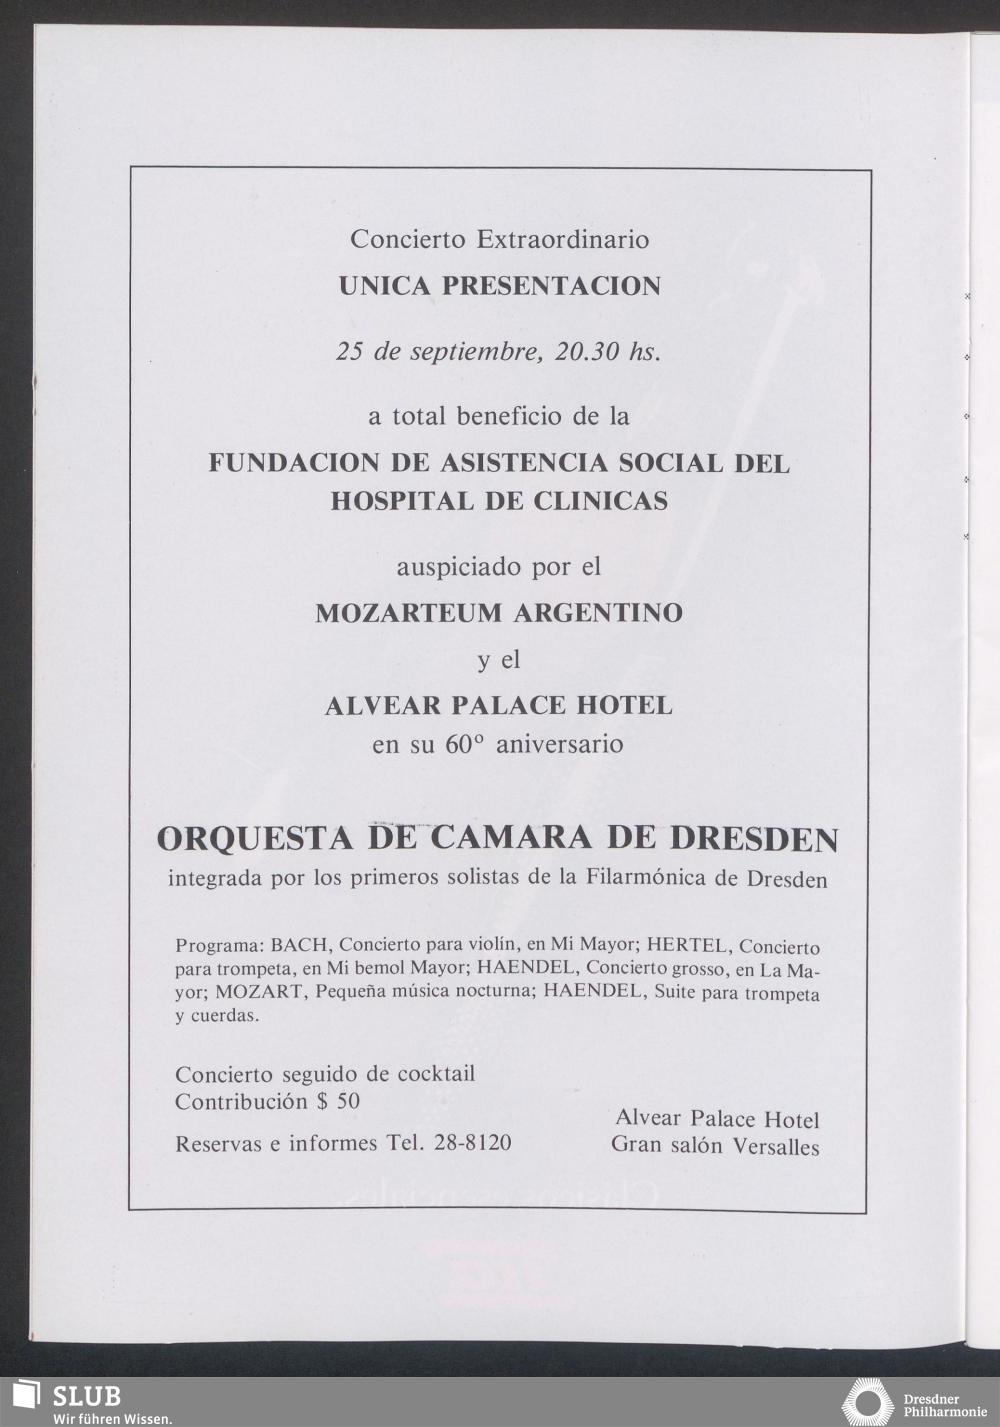 Concierto Extraordinario
UNICA PRESENTACION
25 de septiembre, 20.30 hs.
a total beneficio de la
FUNDACION DE ASISTENCIA SOCIAL DEL
HOSPITAL DE CLINICAS
auspiciado por el
MOZARTEUM ARGENTINO
y el
ALVEAR PALACE HOTEL
en su 60º aniversario
ORQUESTA DE CAMARA DE DRESDEN
integrada por los primeros solistas de la Filarmónica de Dresden
Programa: BACH, Concierto para violín, en Mi Mayor; HERTEL, Concierto
para trompeta, en Mi bemol Mayor; HAENDEL, Concierto grosso, en La Ma-
yor; MOZART, Pequeña música nocturna; HAENDEL, Suite para trompeta
y cuerdas.
Concierto seguido de cocktail
Contribución $ 50
Reservas e informes Tel. 28-8120
Alvear Palace Hotel
Gran salón Versalles
SLUB
Wir führen Wissen.
Dresdner
Philharmonie